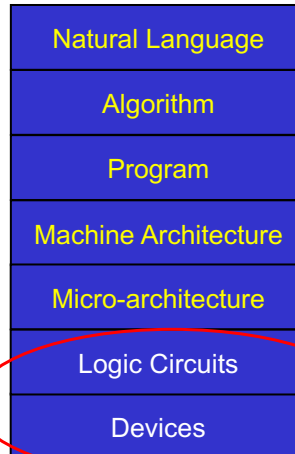 Natural Language
Algorithm
Program
Machine Architecture
Micro-architecture
Logic Circuits
Devices